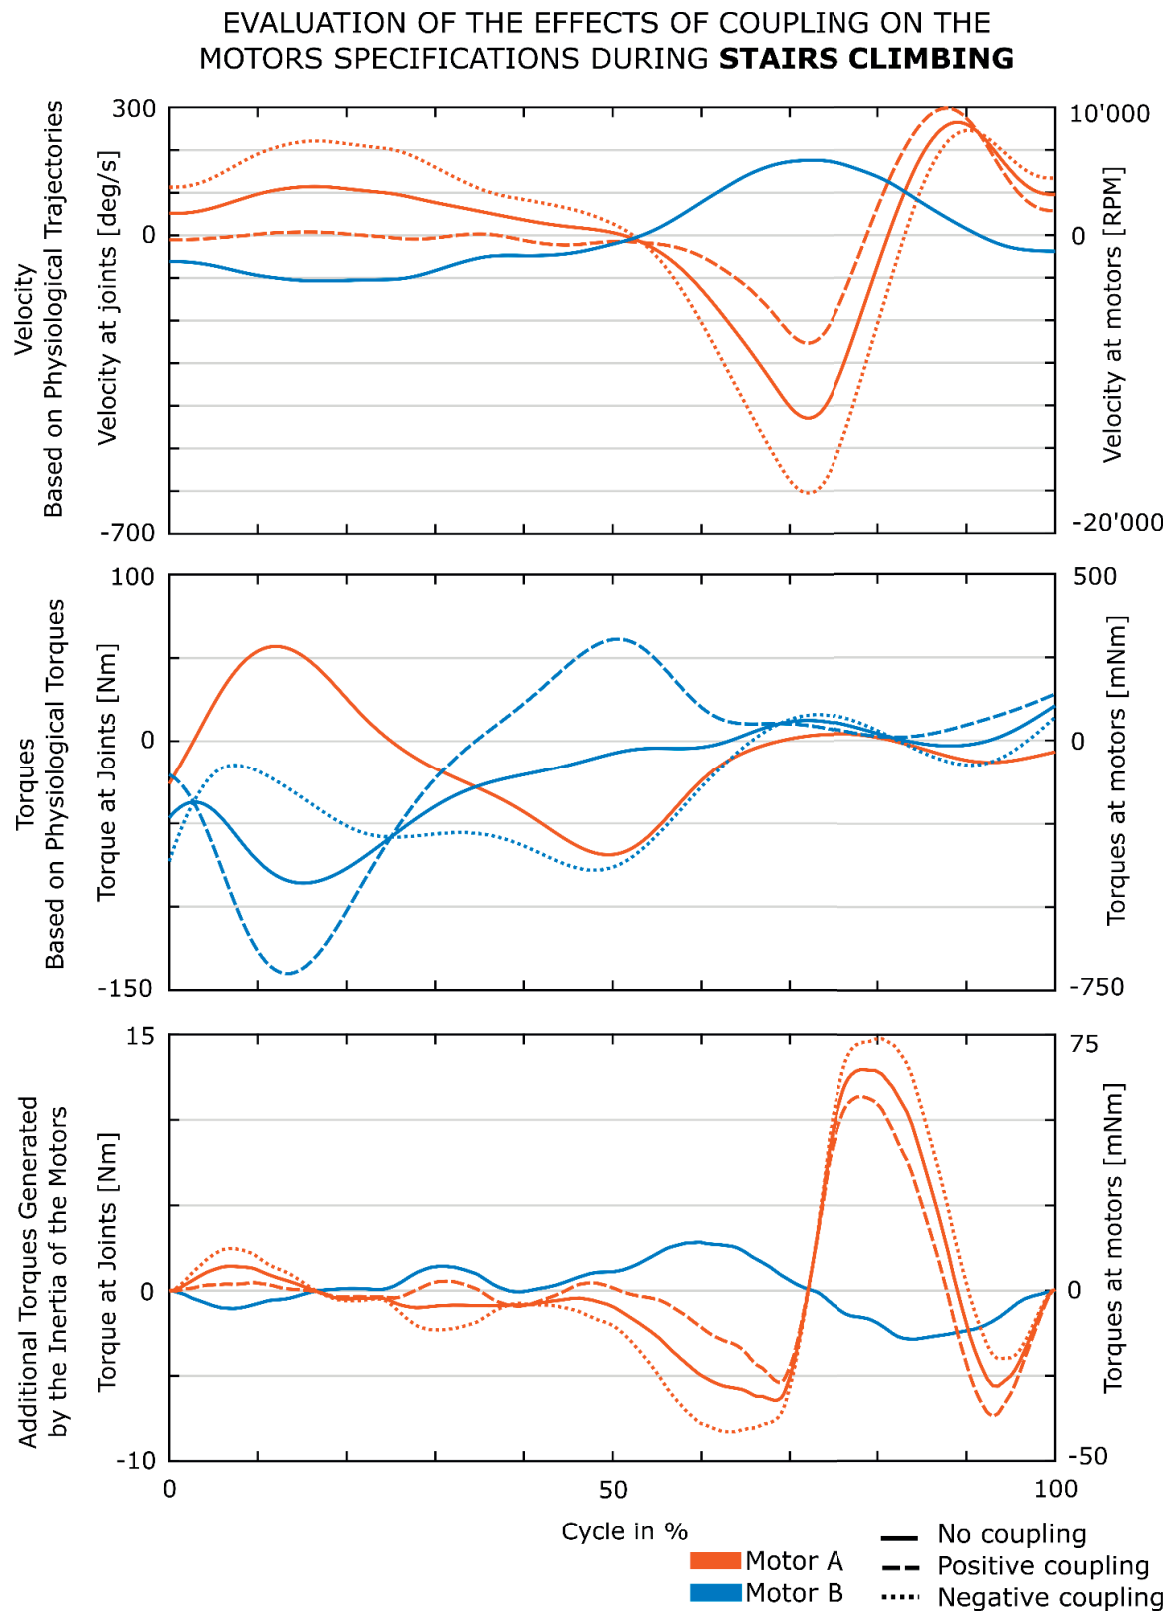 EVALUATION OF THE EFFECTS OF COUPLING ON THE
MOTORS SPECIFICATIONS DURING STAIRS CLIMBING
Velocity
Based on Physiological Trajectories
Velocity at joints [deg/s]
300
0
-700
10'000
0
-20'000
Velocity at motors [RPM]
Torques
Based on Physiological Torques
Torque at Joints [Nm]
100
0
-150
500
0
-750
Torques at motors [mNm]
Additional Torques Generated
by the Inertia of the Motors
Torque at Joints [Nm]
15
0
-10
75
0
-50
Torques at motors [mNm]
0
50
100
Cycle in %
Motor A
Motor B
No coupling
Positive coupling
Negative coupling